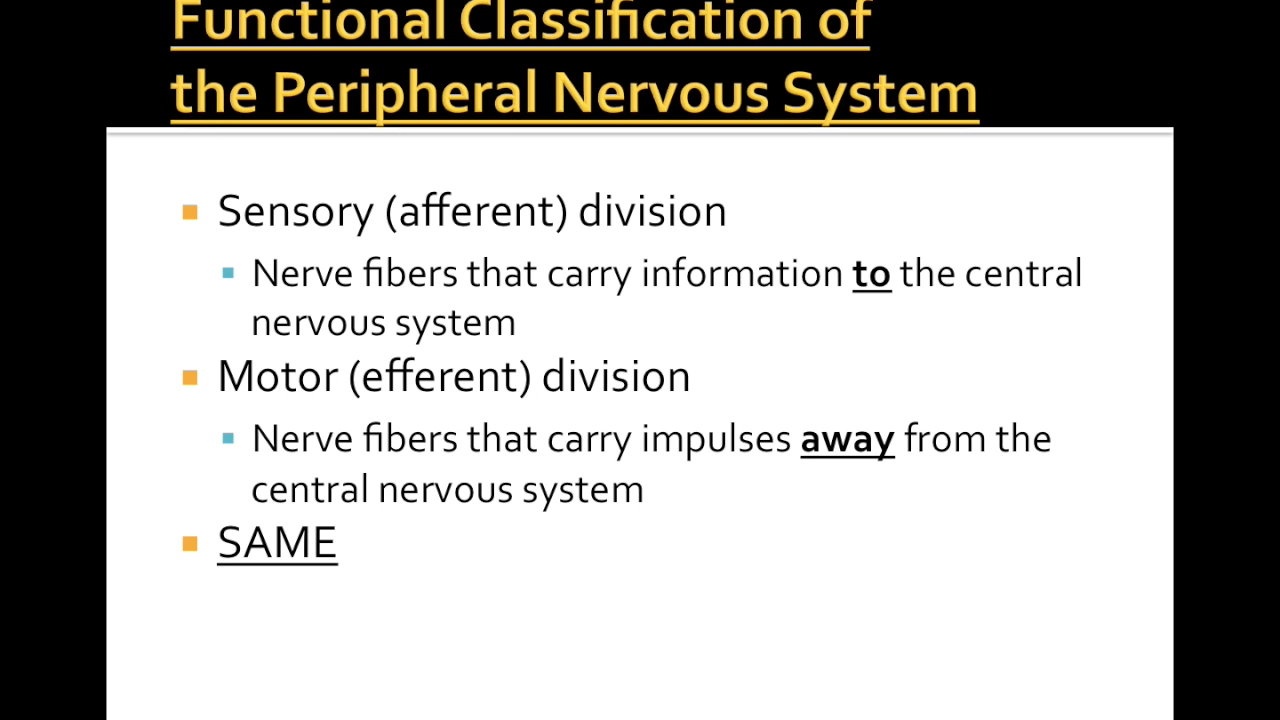 Functional Classification of
the Peripheral Nervous System
Sensory (afferent) division
Nerve fibers that carry information to the central
nervous system
Motor (efferent) division
Nerve fibers that carry impulses away from the
central nervous system
SAME